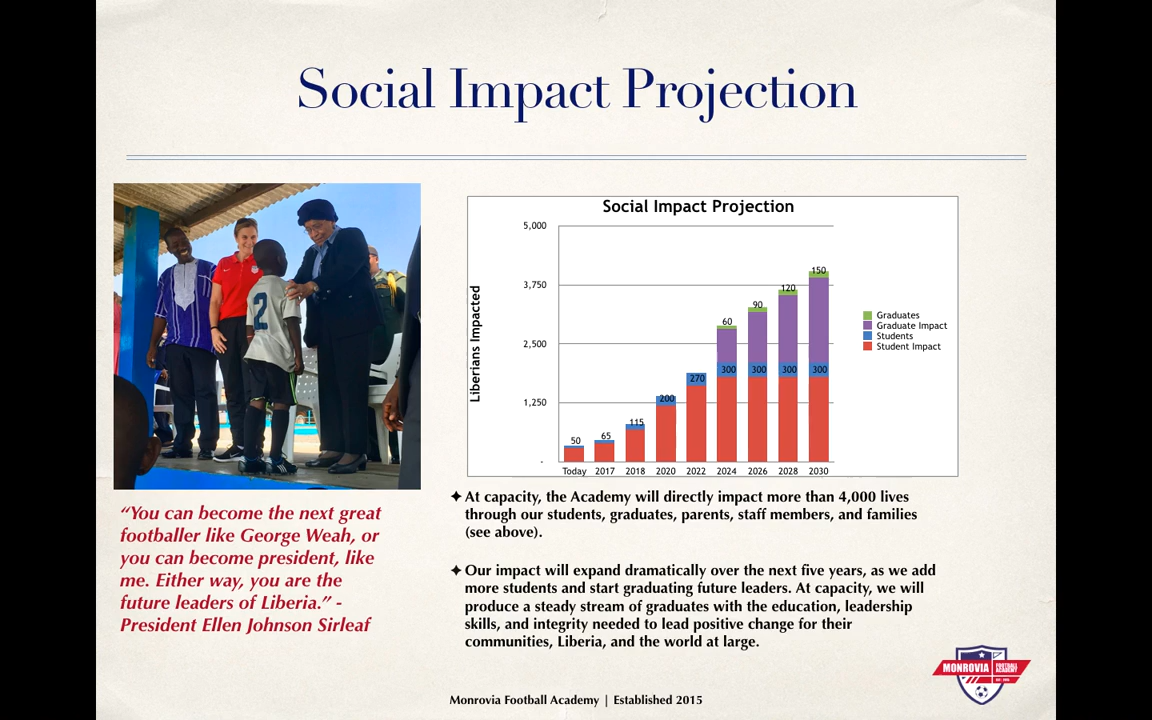 Social Impact Projection
2
“You can become the next great
footballer like George Weah, or
you can become president, like
me. Either way, you are the
future leaders of Liberia.” -
President Ellen Johnson Sirleaf
Social Impact Projection
Liberians Impacted
5,000
3,750
2,500
1,250
-
50
65
115
200
270
300
300
300
300
60
90
120
150
Today 2017 2018 2020 2022 2024 2026 2028 2030
Graduates
Graduate Impact
Students
Student Impact
✦ At capacity, the Academy will directly impact more than 4,000 lives
through our students, graduates, parents, staff members, and families
(see above).
✦ Our impact will expand dramatically over the next five years, as we add
more students and start graduating future leaders. At capacity, we will
produce a steady stream of graduates with the education, leadership
skills, and integrity needed to lead positive change for their
communities, Liberia, and the world at large.
MONROVIA FOOTBALL
ACADEMY
Monrovia Football Academy | Established 2015